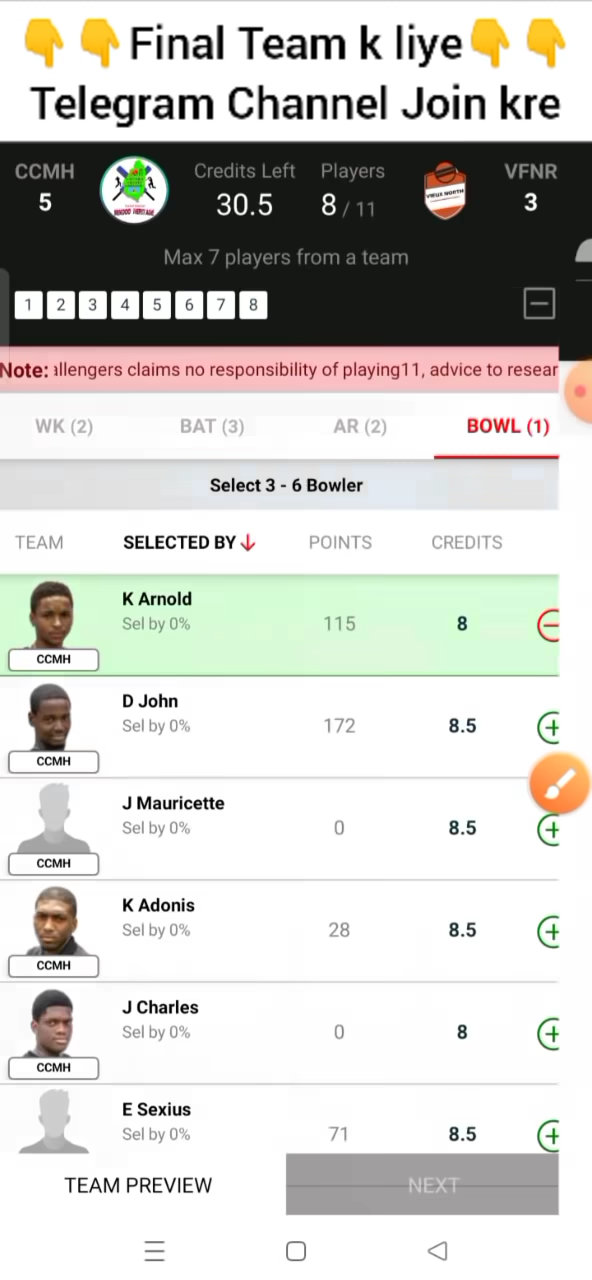 👇👇Final Team k liye👇👇
Telegram Channel Join kre
CCMH Credits Left Players VFNR
5 30.5 8 / 11 3
VIEUX NORTH
Max 7 players from a team
1 2 3 4 5 6 7 8
Note: allengers claims no responsibility of playing11, advice to resear
WK (2) BAT (3) AR (2) BOWL (1)
Select 3 - 6 Bowler
TEAM SELECTED BY↓ POINTS CREDITS
K Arnold
Sel by 0% 115 8
CCMH
D John
Sel by 0% 172 8.5
CCMH
J Mauricette
Sel by 0% 0 8.5
CCMH
K Adonis
Sel by 0% 28 8.5
CCMH
J Charles
Sel by 0% 0 8
CCMH
E Sexius
Sel by 0% 71 8.5
TEAM PREVIEW NEXT